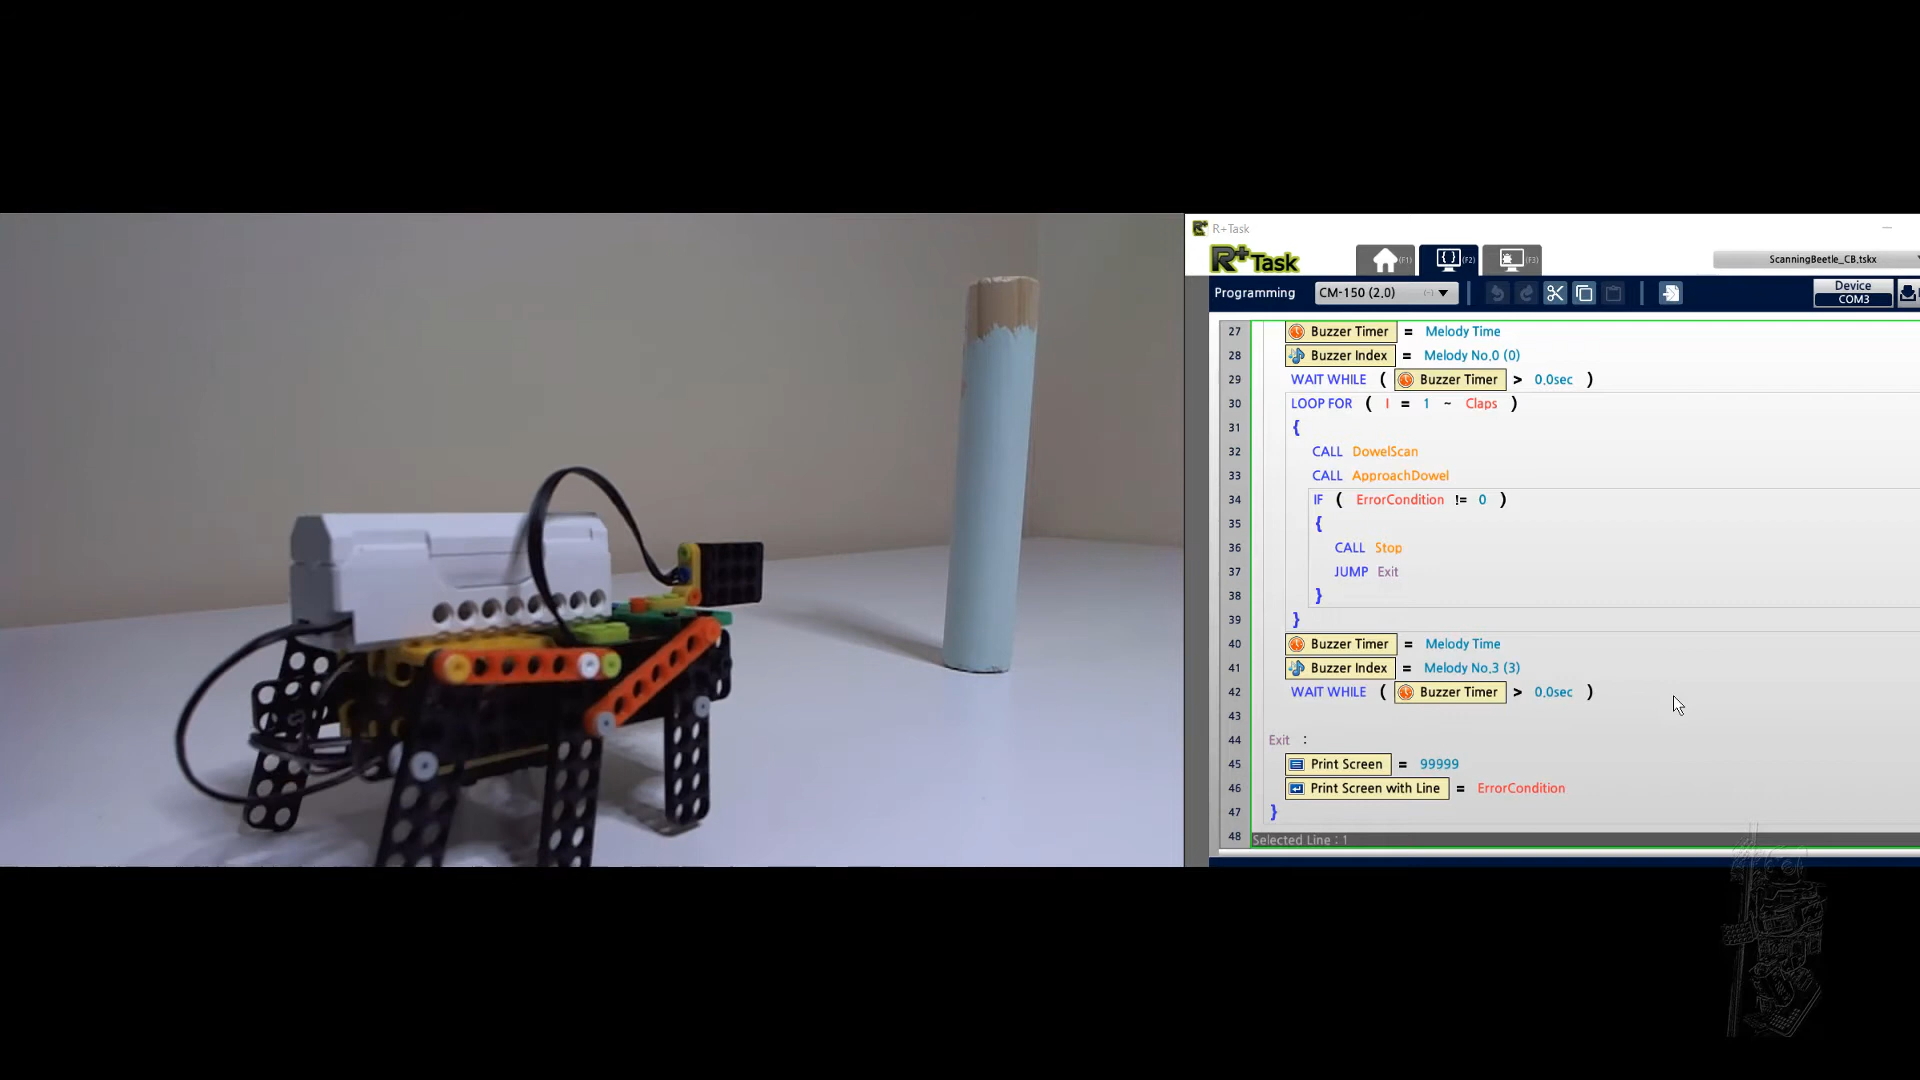 R+Task
R+Task
(F1)
(F2)
(F3)
ScanningBeetle_CB.tskx
Programming
CM-150 (2.0)
Device
COM3
27 Buzzer Timer = Melody Time
28 Buzzer Index = Melody No.0 (0)
29 WAIT WHILE ( Buzzer Timer > 0.0sec )
30 LOOP FOR ( I = 1 ~ Claps )
31 {
32 CALL DowelScan
33 CALL ApproachDowel
34 IF ( ErrorCondition != 0 )
35 {
36 CALL Stop
37 JUMP Exit
38 }
39 }
40 Buzzer Timer = Melody Time
41 Buzzer Index = Melody No.3 (3)
42 WAIT WHILE ( Buzzer Timer > 0.0sec )
43
44 Exit :
45 Print Screen = 99999
46 Print Screen with Line = ErrorCondition
47 }
48
Selected Line : 1